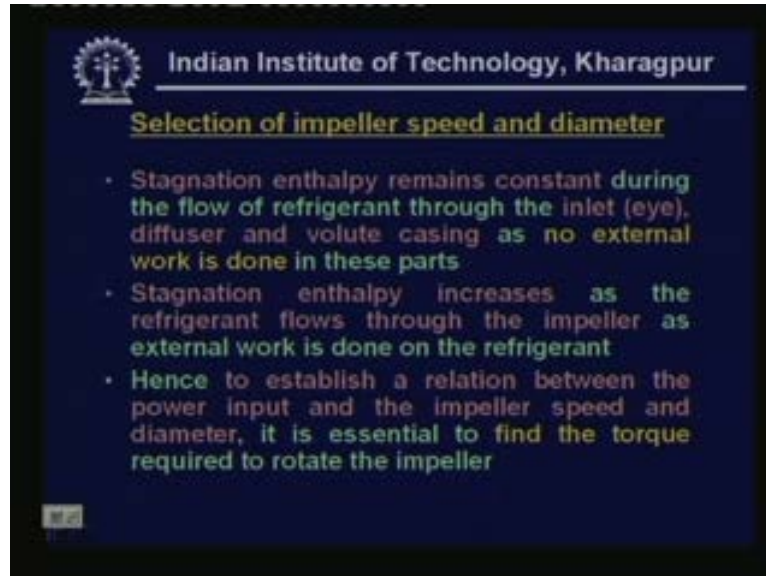 Indian Institute of Technology, Kharagpur
Selection of impeller speed and diameter
• Stagnation enthalpy remains constant during
the flow of refrigerant through the inlet (eye),
diffuser and volute casing as no external
work is done in these parts
• Stagnation enthalpy increases as the
refrigerant flows through the impeller as
external work is done on the refrigerant
• Hence to establish a relation between the
power input and the impeller speed and
diameter, it is essential to find the torque
required to rotate the impeller